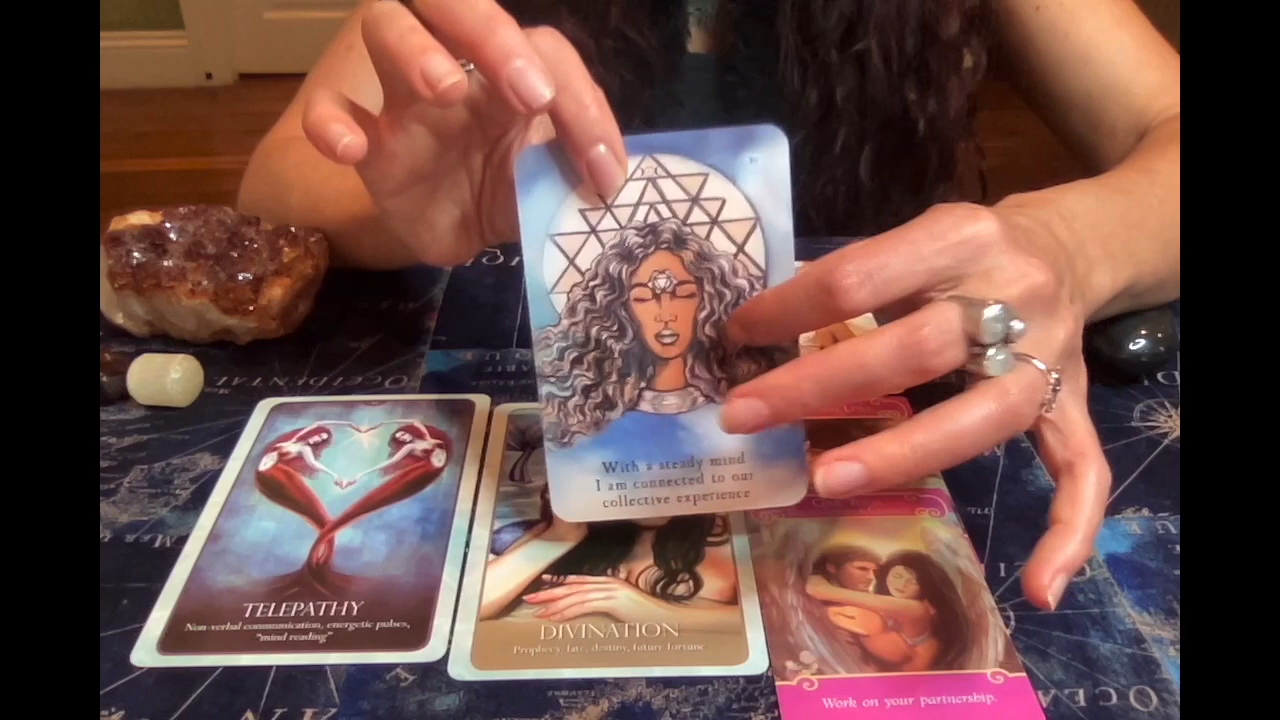 With a steady mind
I am connected to our
collective experience
TELEPATHY
Non-verbal communication, energetic pulses,
"mind reading"
DIVINATION
Prophecy, fate, destiny, future fortune
Work on your partnership.
OCCIDENTAL